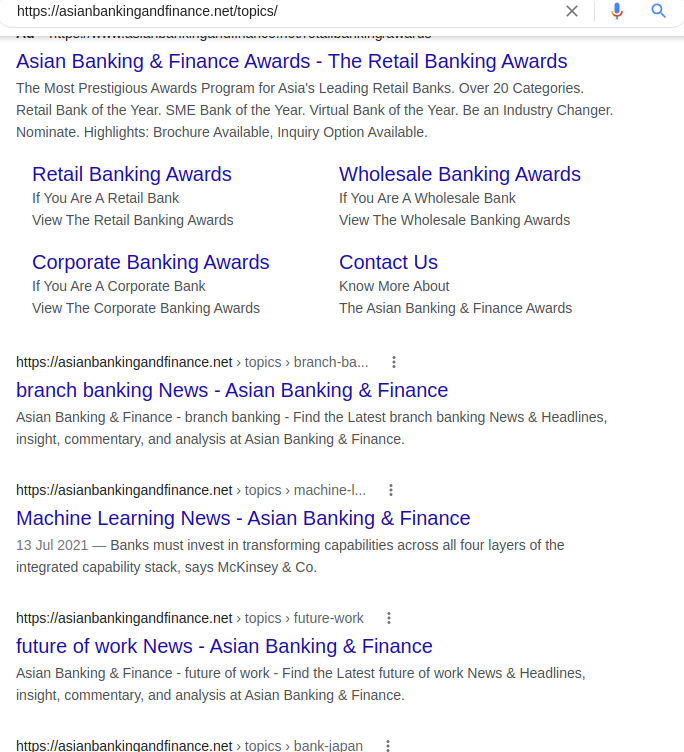 https://asianbankingandfinance.net/topics/
Ad · https://www.asianbankingandfinance.net/retailbanking/awards
Asian Banking & Finance Awards - The Retail Banking Awards
The Most Prestigious Awards Program for Asia's Leading Retail Banks. Over 20 Categories.
Retail Bank of the Year. SME Bank of the Year. Virtual Bank of the Year. Be an Industry Changer.
Nominate. Highlights: Brochure Available, Inquiry Option Available.
Retail Banking Awards
If You Are A Retail Bank
View The Retail Banking Awards
Wholesale Banking Awards
If You Are A Wholesale Bank
View The Wholesale Banking Awards
Corporate Banking Awards
If You Are A Corporate Bank
View The Corporate Banking Awards
Contact Us
Know More About
The Asian Banking & Finance Awards
https://asianbankingandfinance.net › topics › branch-ba...
branch banking News - Asian Banking & Finance
Asian Banking & Finance - branch banking - Find the Latest branch banking News & Headlines,
insight, commentary, and analysis at Asian Banking & Finance.
https://asianbankingandfinance.net › topics › machine-l...
Machine Learning News - Asian Banking & Finance
13 Jul 2021 — Banks must invest in transforming capabilities across all four layers of the
integrated capability stack, says McKinsey & Co.
https://asianbankingandfinance.net › topics › future-work
future of work News - Asian Banking & Finance
Asian Banking & Finance - future of work - Find the Latest future of work News & Headlines,
insight, commentary, and analysis at Asian Banking & Finance.
https://asianbankingandfinance.net › topics › bank-japan